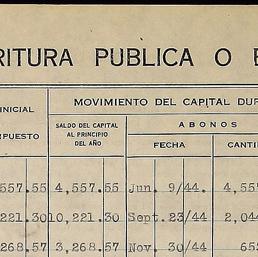 RITURA PUBLICA O E
INICIAL MOVIMIENTO DEL CAPITAL DUR
MPUESTO SALDO DEL CAPITAL AL PRINCIPIO DEL AÑO ABONOS
FECHA CANTI
557.55 4,557.55 Jun. 9/44. 4,55
221.30 10,221.30 Sept. 23/44 2,04
268.57 3,268.57 Nov. 30/44 65